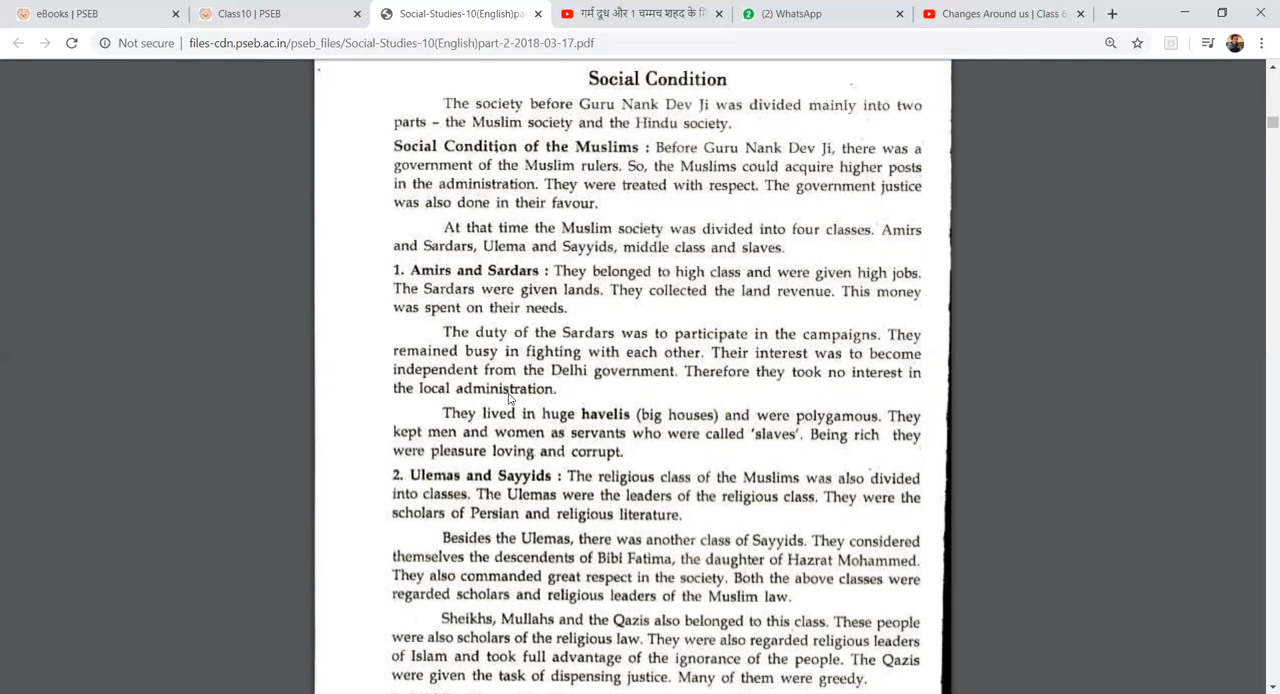 eBooks | PSEB
Class10 | PSEB
Social-Studies-10(English)pa
गर्म दूध और 1 चम्मच शहद के मि
(2) WhatsApp
Changes Around us | Class 6
Not secure | files-cdn.pseb.ac.in/pseb_files/Social-Studies-10(English)part-2-2018-03-17.pdf
Social Condition
The society before Guru Nank Dev Ji was divided mainly into two
parts – the Muslim society and the Hindu society.
Social Condition of the Muslims : Before Guru Nank Dev Ji, there was a
government of the Muslim rulers. So, the Muslims could acquire higher posts
in the administration. They were treated with respect. The government justice
was also done in their favour.
At that time the Muslim society was divided into four classes. Amirs
and Sardars, Ulema and Sayyids, middle class and slaves.
1. Amirs and Sardars : They belonged to high class and were given high jobs.
The Sardars were given lands. They collected the land revenue. This money
was spent on their needs.
The duty of the Sardars was to participate in the campaigns. They
remained busy in fighting with each other. Their interest was to become
independent from the Delhi government. Therefore they took no interest in
the local administration.
They lived in huge havelis (big houses) and were polygamous. They
kept men and women as servants who were called 'slaves'. Being rich they
were pleasure loving and corrupt.
2. Ulemas and Sayyids : The religious class of the Muslims was also divided
into classes. The Ulemas were the leaders of the religious class. They were the
scholars of Persian and religious literature.
Besides the Ulemas, there was another class of Sayyids. They considered
themselves the descendents of Bibi Fatima, the daughter of Hazrat Mohammed.
They also commanded great respect in the society. Both the above classes were
regarded scholars and religious leaders of the Muslim law.
Sheikhs, Mullahs and the Qazis also belonged to this class. These people
were also scholars of the religious law. They were also regarded religious leaders
of Islam and took full advantage of the ignorance of the people. The Qazis
were given the task of dispensing justice. Many of them were greedy.